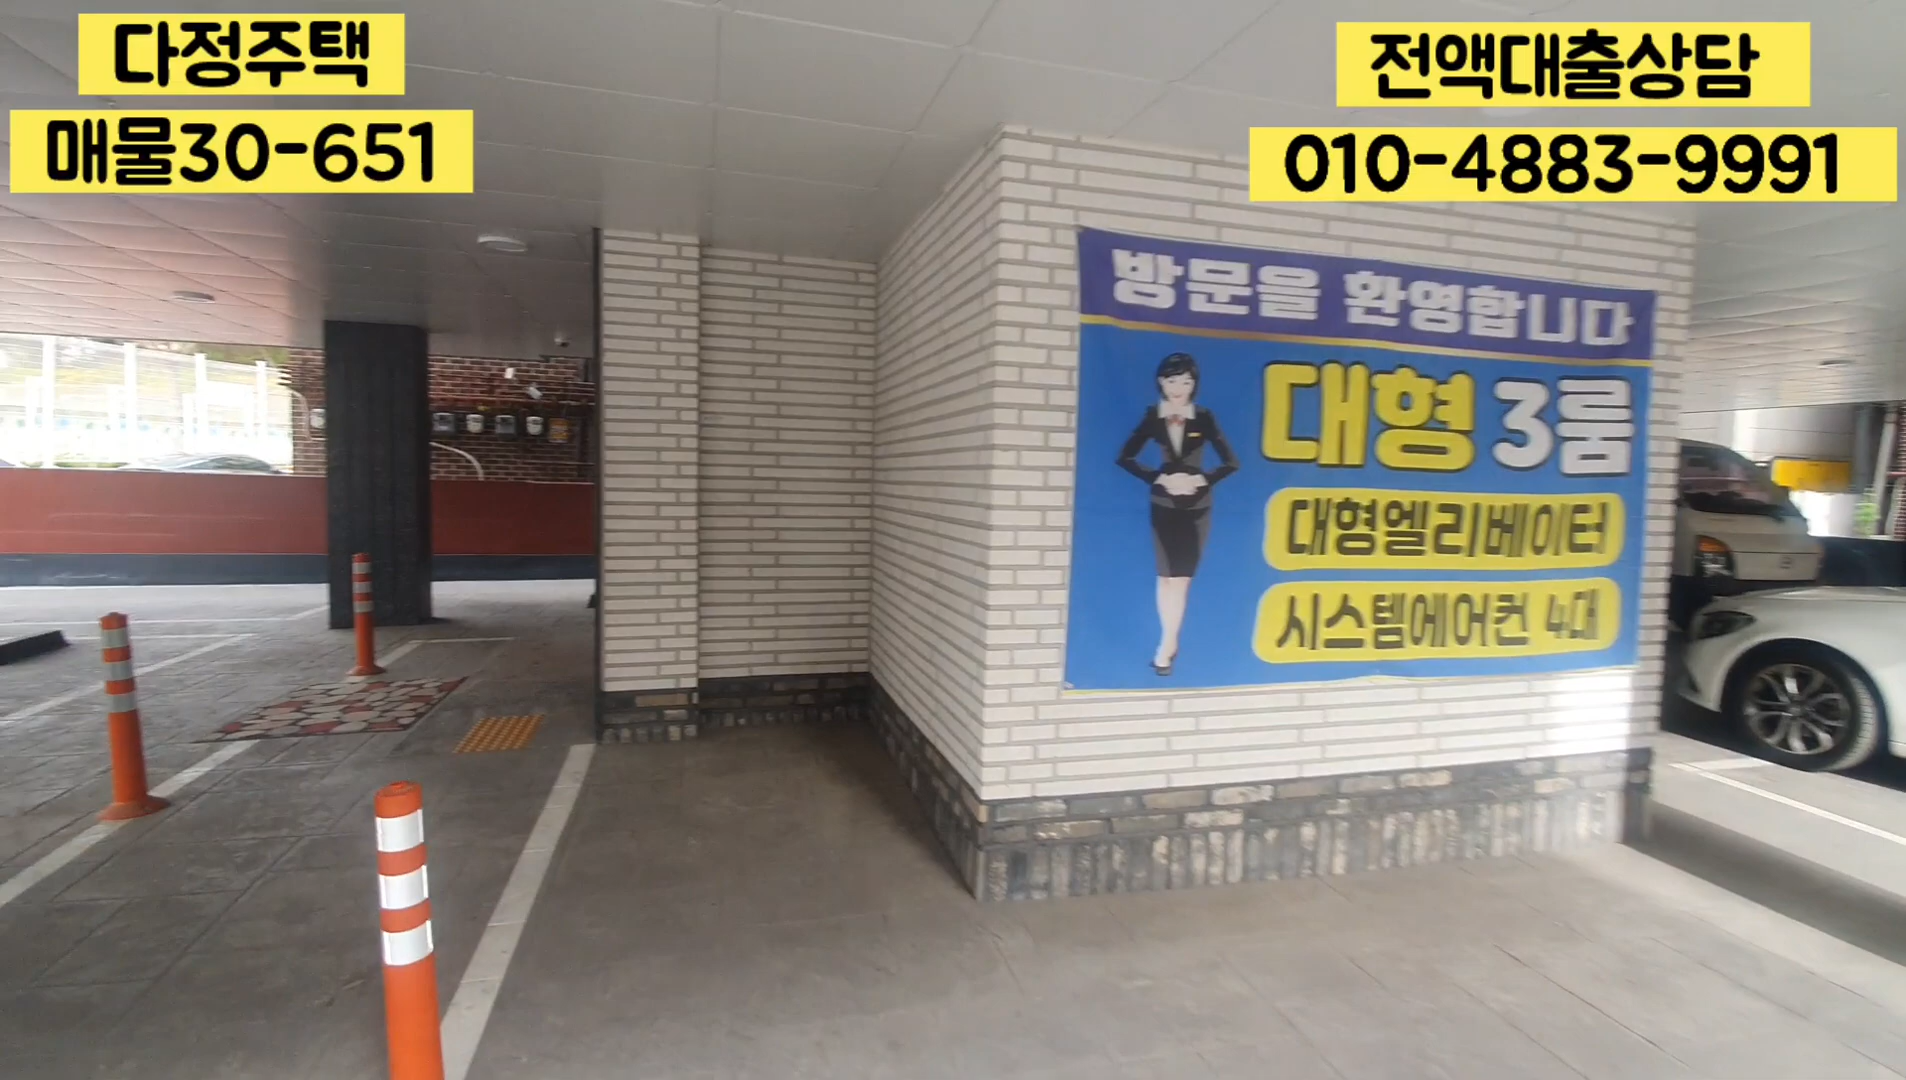 다정주택
매물30-651
전액대출상담
010-4883-9991
방문을 환영합니다
대형 3룸
대형엘리베이터
시스템에어컨 4대